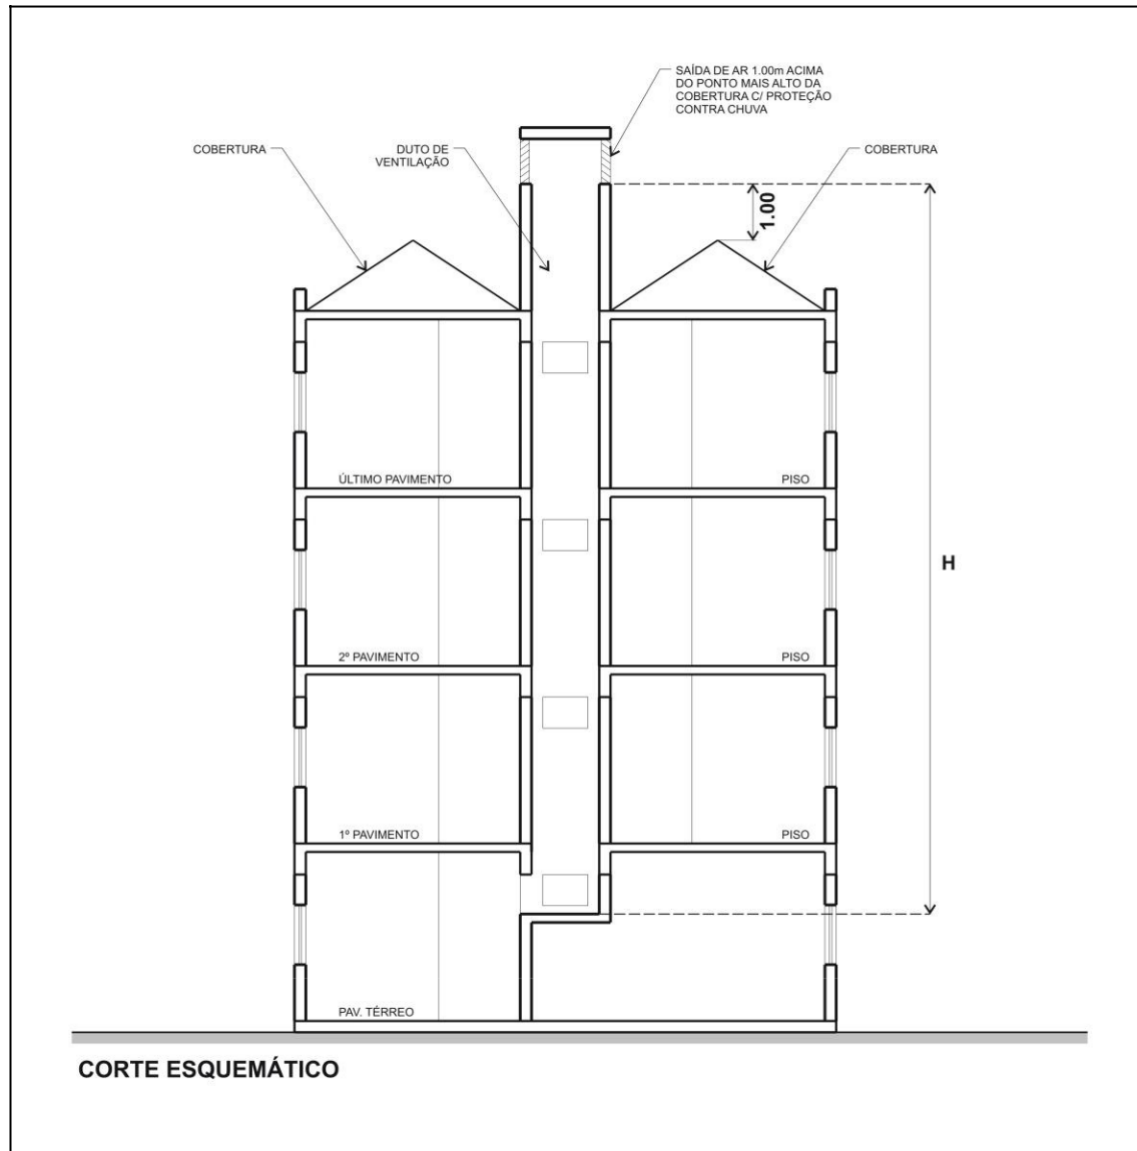 SAÍDA DE AR 1.00m ACIMA
DO PONTO MAIS ALTO DA
COBERTURA C/ PROTEÇÃO
CONTRA CHUVA
COBERTURA
DUTO DE
VENTILAÇÃO
COBERTURA
1.00
ÚLTIMO PAVIMENTO
PISO
H
2º PAVIMENTO
PISO
1º PAVIMENTO
PISO
PAV. TÉRREO
CORTE ESQUEMÁTICO